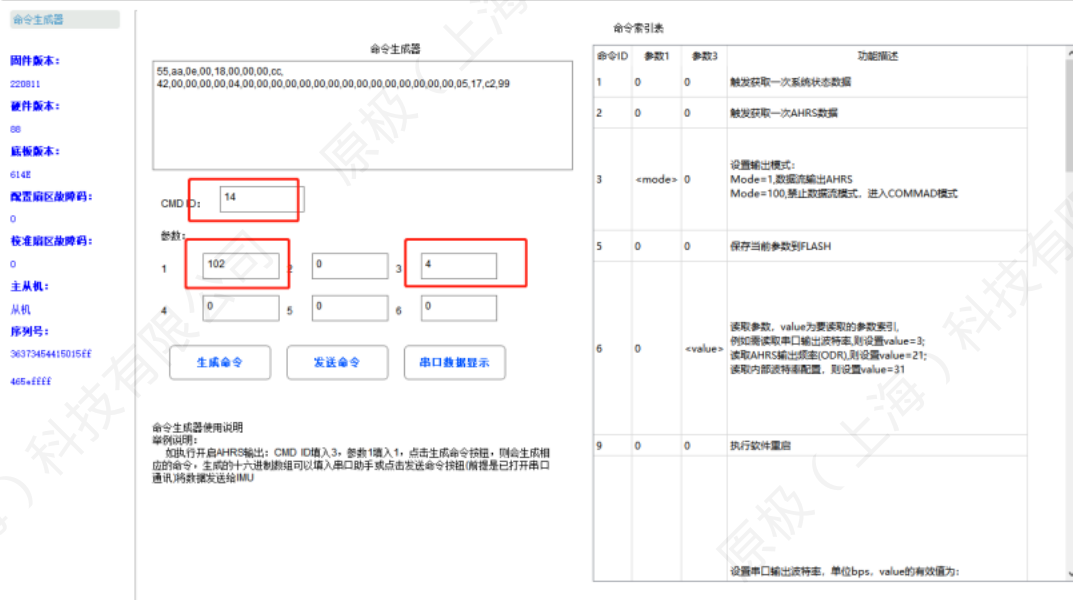 命令生成器
固件版本：
220811
硬件版本：
88
底板版本：
614E
配置扇区故障码：
0
校准扇区故障码：
0
主从机：
从机
序列号：
36373454415015ff
465affff
命令生成器
55,aa,0e,00,18,00,00,00,cc,
42,00,00,00,00,04,00,00,00,00,00,00,00,00,00,00,00,00,00,00,00,05,17,c2,99
CMD ID：
14
参数：
1 102 2 0 3 4
4 0 5 0 6 0
生成命令 发送命令 串口数据显示
命令生成器使用说明
举例说明：
如执行开启AHRS输出：CMD ID填入3，参数1填入1，点击生成命令按钮，则会生成相
应的命令，生成的十六进制数组可以填入串口助手或点击发送命令按钮(前提是已打开串口
通讯)将数据发送给IMU
命令索引表
命令ID 参数1 参数3 功能描述
1 0 0 触发获取一次系统状态数据
2 0 0 触发获取一次AHRS数据
3 <mode> 0 设置输出模式：
Mode=1,数据流输出AHRS
Mode=100,禁止数据流模式，进入COMMAD模式
5 0 0 保存当前参数到FLASH
6 0 <value> 读取参数，value为要读取的参数索引,
例如需读取串口输出波特率,则设置value=3;
读取AHRS输出频率(ODR),则设置value=21;
读取内部波特率配置，则设置value=31
9 0 0 执行软件重启
设置串口输出波特率，单位bps，value的有效值为：
原极（上海）科技有限公司